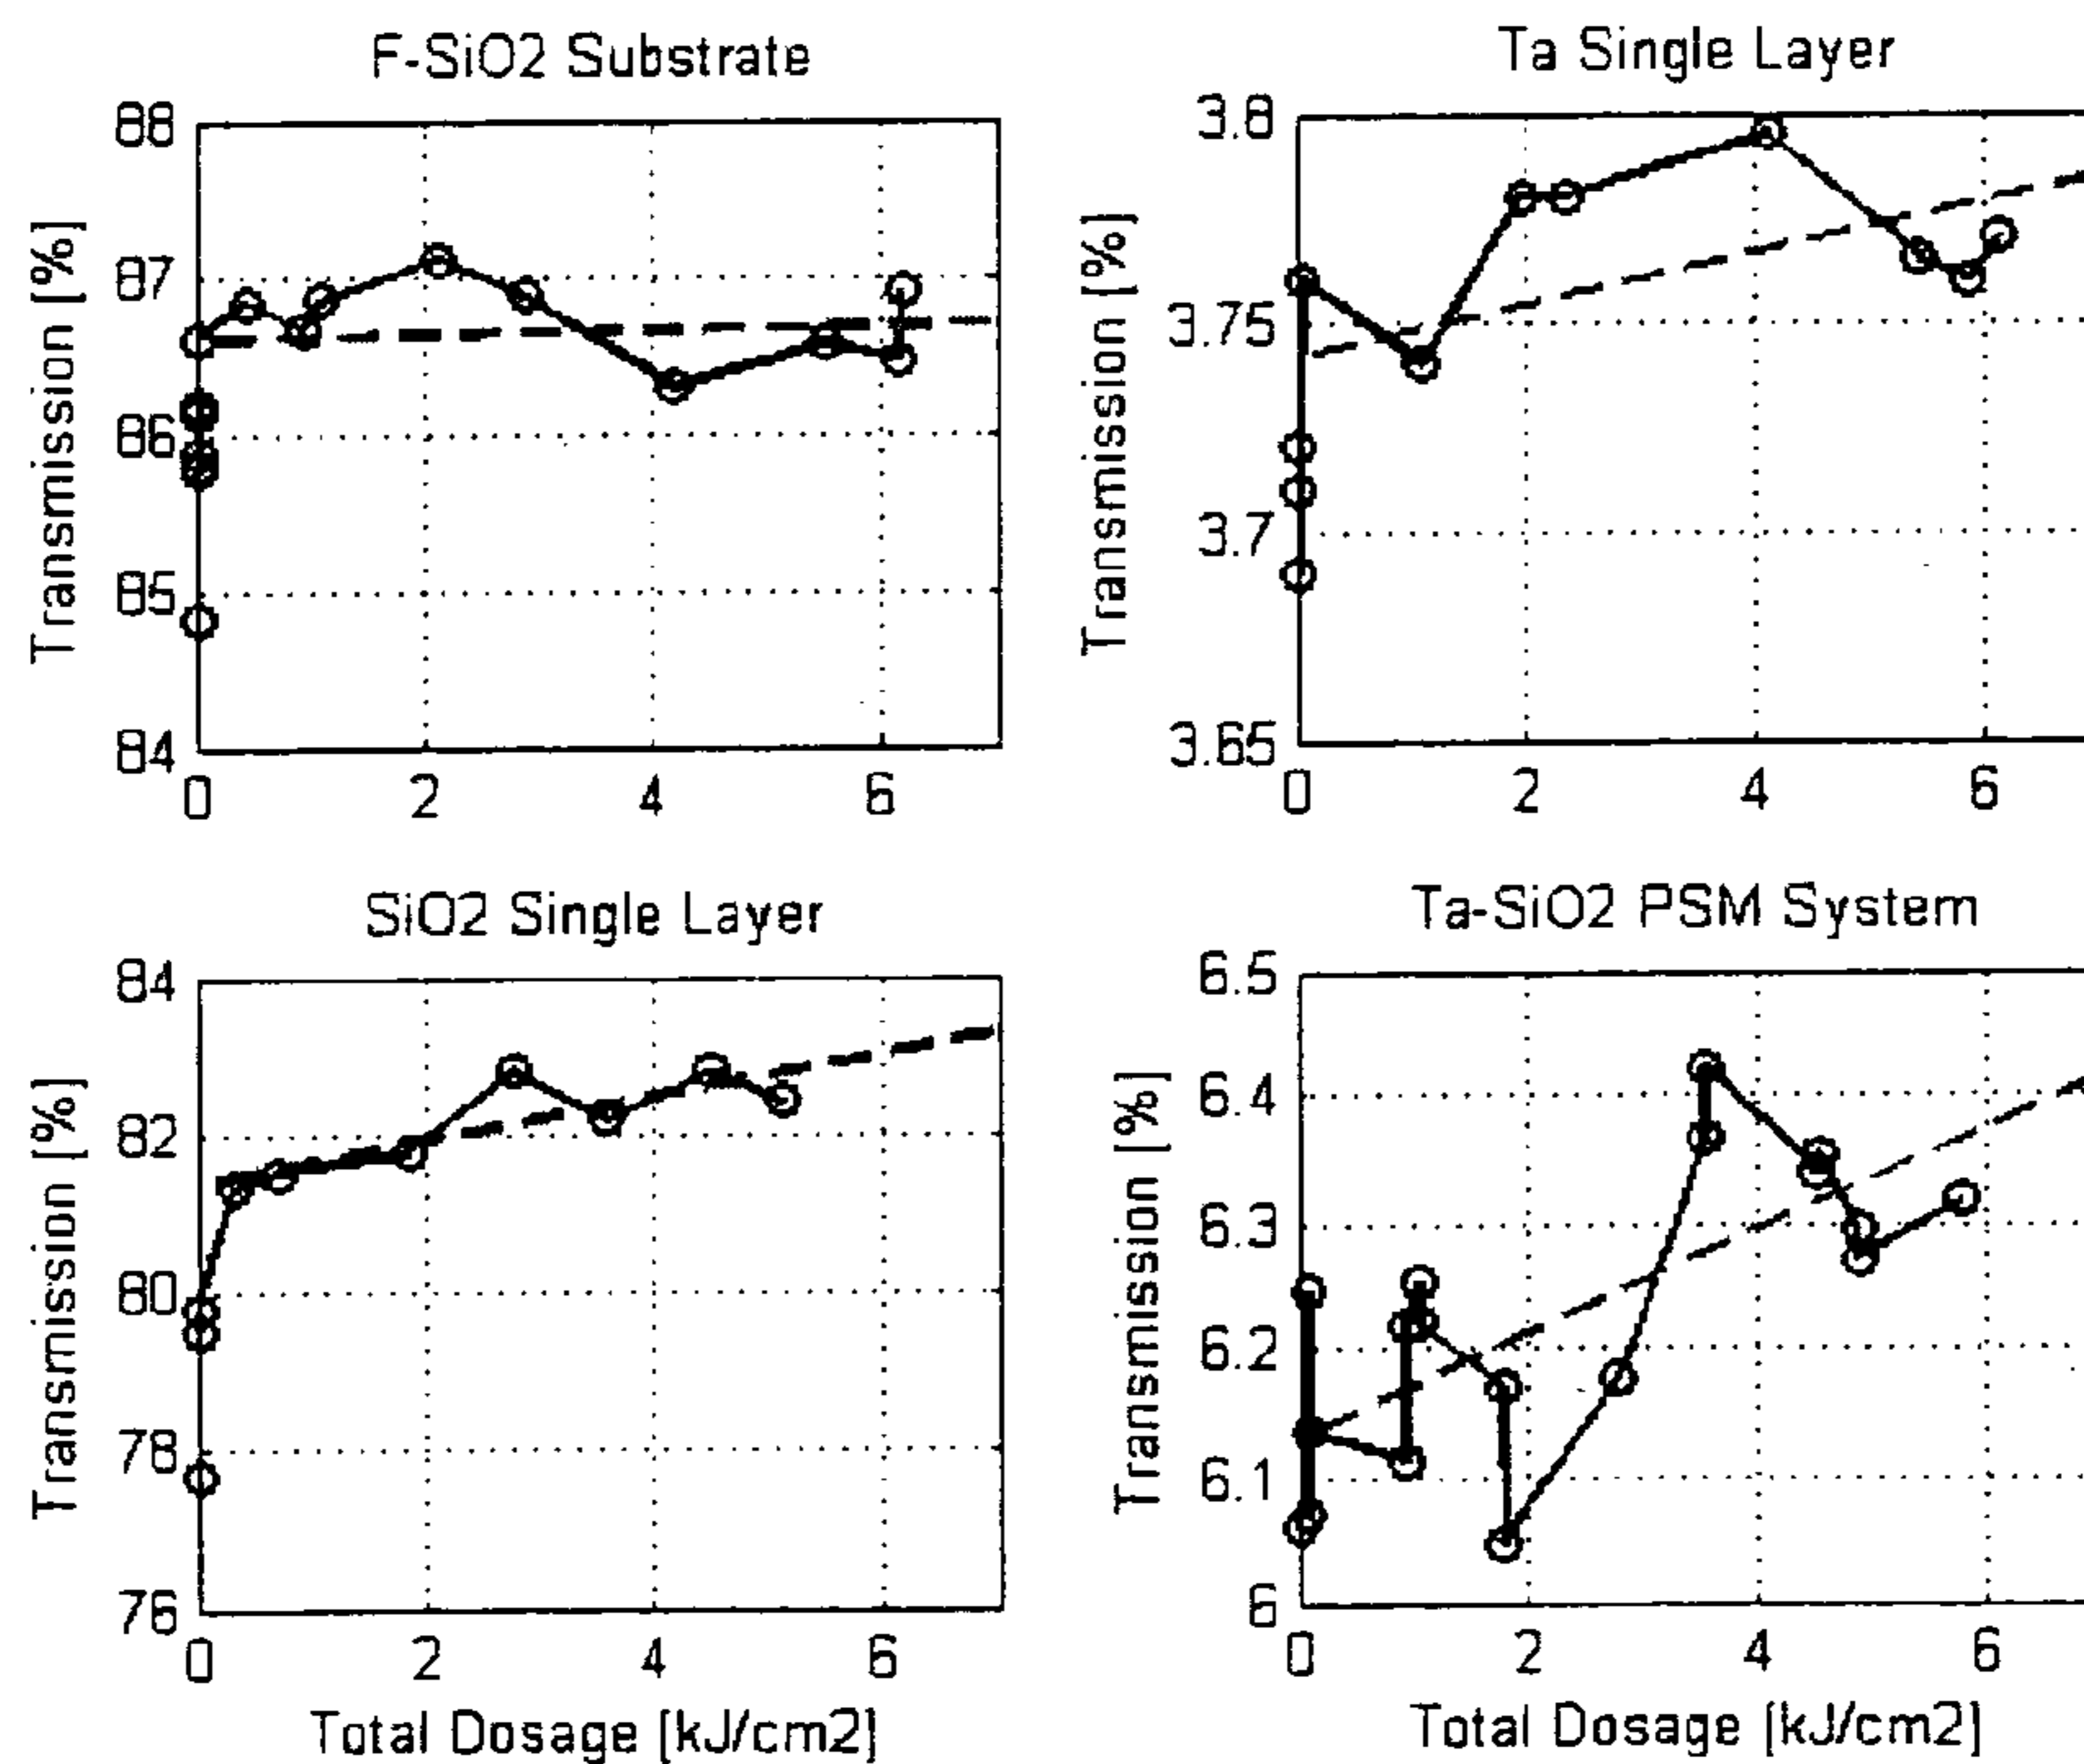 F-SiO2 Substrate
Transmission [%]
88
87
86
85
84
0 2 4 6
Ta Single Layer
Transmission [%]
3.8
3.75
3.7
3.65
0 2 4 6
SiO2 Single Layer
Transmission [%]
84
82
80
78
76
0 2 4 6
Total Dosage [kJ/cm2]
Ta-SiO2 PSM System
Transmission [%]
6.5
6.4
6.3
6.2
6.1
6
0 2 4 6
Total Dosage [kJ/cm2]